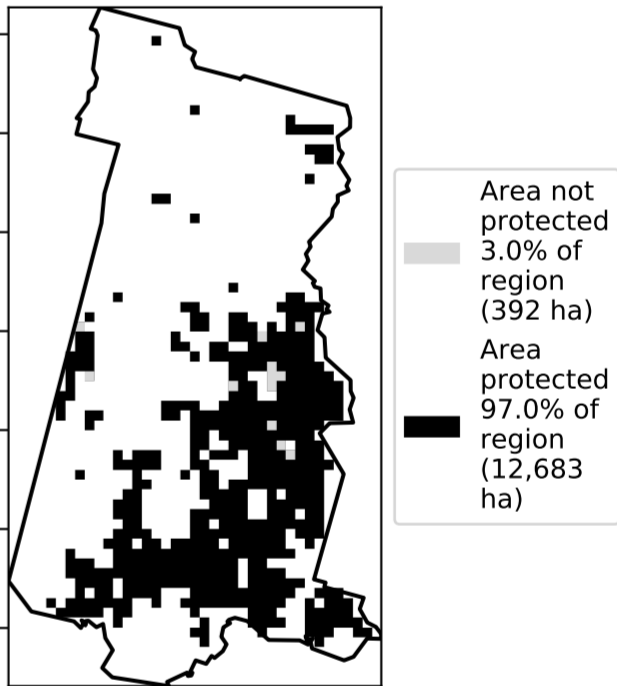 Area not
protected
3.0% of
region
(392 ha)
Area
protected
97.0% of
region
(12,683
ha)